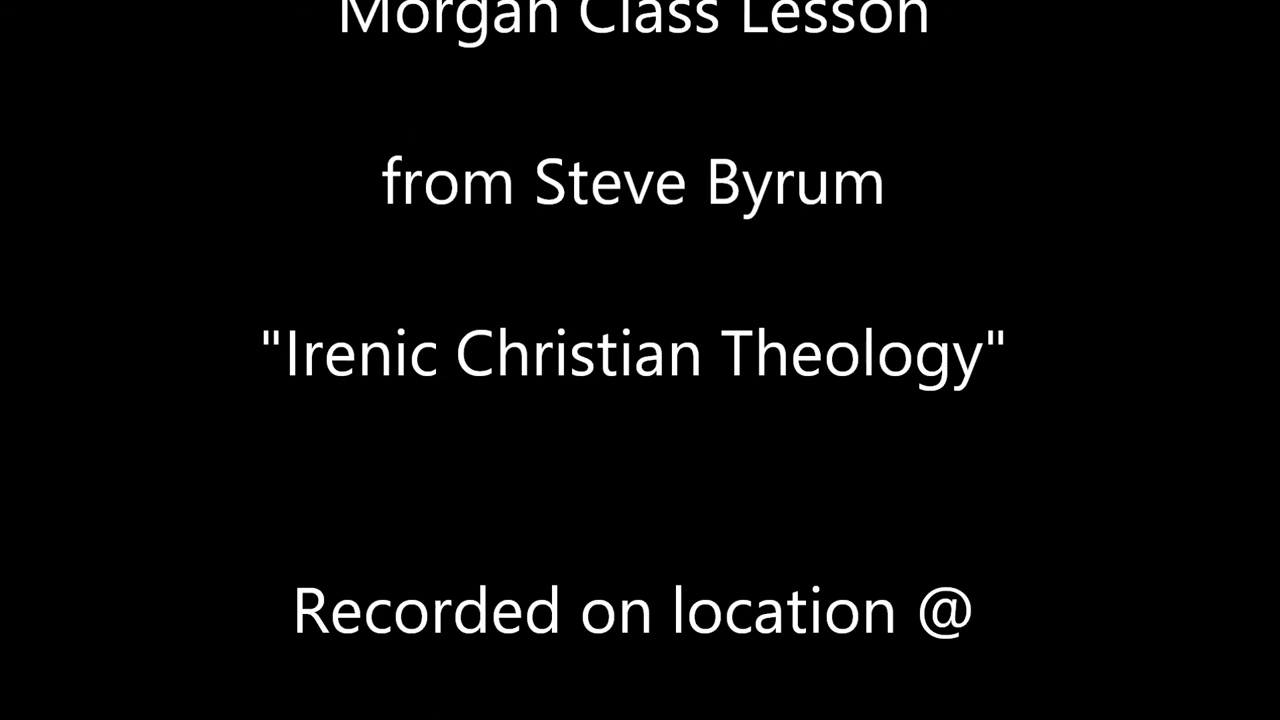 Morgan Class Lesson
from Steve Byrum
"Irenic Christian Theology"
Recorded on location @